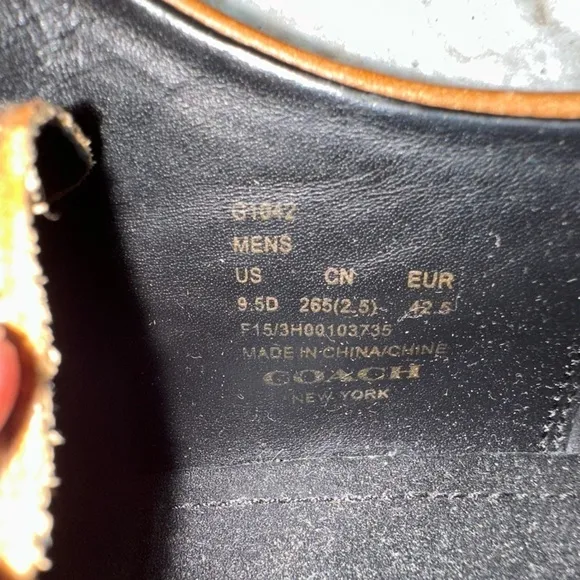 G1042
MENS
US CN EUR
9.5D 265(2.5) 42.5
F15/3H00103735
MADE IN CHINA/CHINE
COACH
NEW YORK